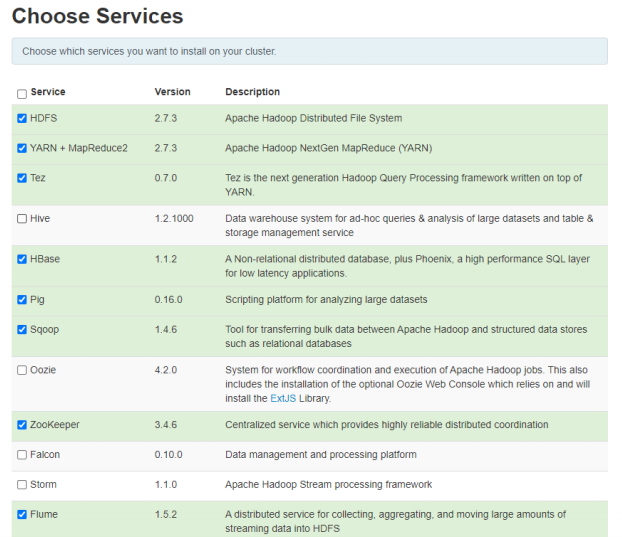 Choose Services
Choose which services you want to install on your cluster.
Service Version Description
HDFS 2.7.3 Apache Hadoop Distributed File System
YARN + MapReduce2 2.7.3 Apache Hadoop NextGen MapReduce (YARN)
Tez 0.7.0 Tez is the next generation Hadoop Query Processing framework written on top of
YARN.
Hive 1.2.1000 Data warehouse system for ad-hoc queries & analysis of large datasets and table &
storage management service
HBase 1.1.2 A Non-relational distributed database, plus Phoenix, a high performance SQL layer
for low latency applications.
Pig 0.16.0 Scripting platform for analyzing large datasets
Sqoop 1.4.6 Tool for transferring bulk data between Apache Hadoop and structured data stores
such as relational databases
Oozie 4.2.0 System for workflow coordination and execution of Apache Hadoop jobs. This also
includes the installation of the optional Oozie Web Console which relies on and will
install the ExtJS Library.
ZooKeeper 3.4.6 Centralized service which provides highly reliable distributed coordination
Falcon 0.10.0 Data management and processing platform
Storm 1.1.0 Apache Hadoop Stream processing framework
Flume 1.5.2 A distributed service for collecting, aggregating, and moving large amounts of
streaming data into HDFS